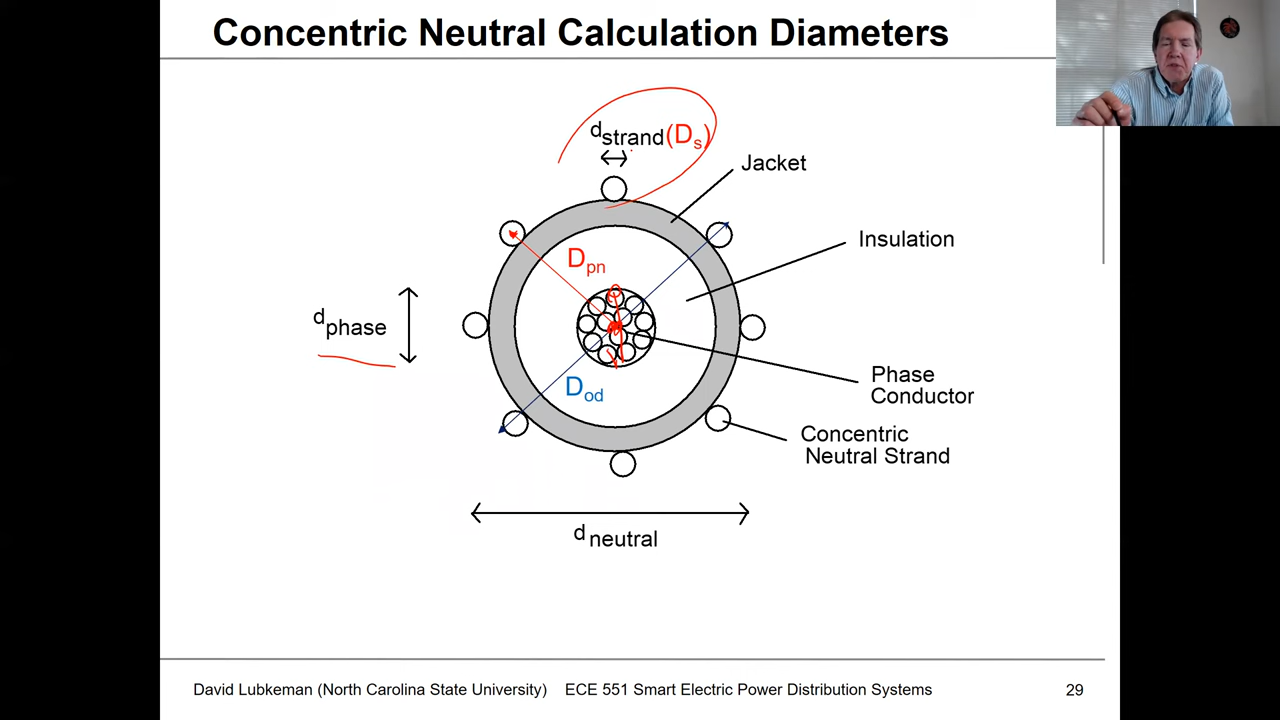 Concentric Neutral Calculation Diameters
dstrand(Ds)
Jacket
Insulation
Dpn
dphase
Dod
Phase
Conductor
Concentric
Neutral Strand
d neutral
David Lubkeman (North Carolina State University) ECE 551 Smart Electric Power Distribution Systems 29